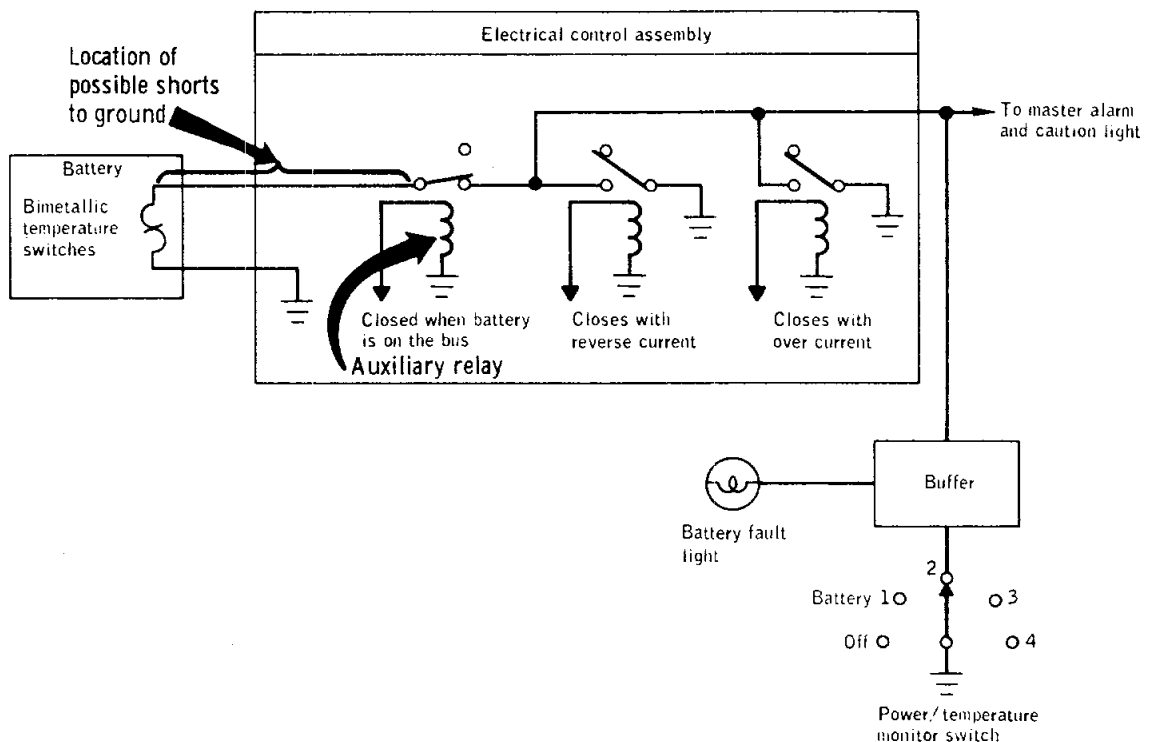 Electrical control assembly
Location of
possible shorts
to ground
To master alarm
and caution light
Battery
Bimetallic
temperature
switches
Closed when battery
is on the bus
Auxiliary relay
Closes with
reverse current
Closes with
over current
Buffer
Battery fault
light
2
Battery 1
3
Off
4
Power/temperature
monitor switch